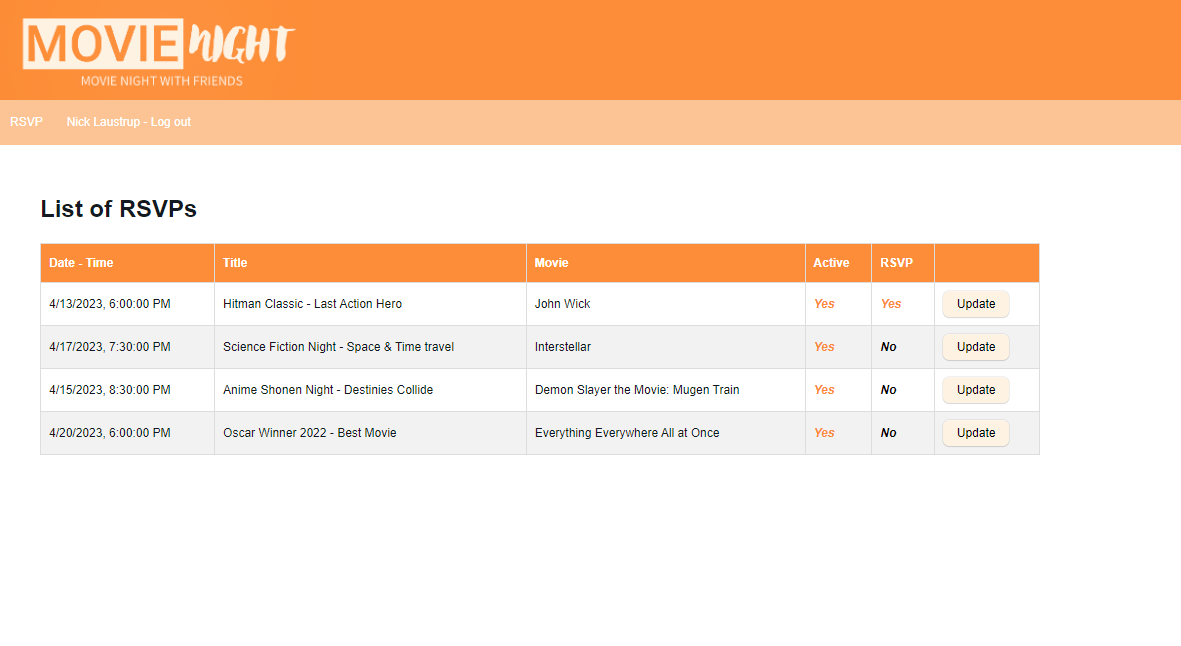 MOVIE NIGHT
MOVIE NIGHT WITH FRIENDS
RSVP Nick Laustrup - Log out
List of RSVPs
Date - Time Title Movie Active RSVP
4/13/2023, 6:00:00 PM Hitman Classic - Last Action Hero John Wick Yes Yes Update
4/17/2023, 7:30:00 PM Science Fiction Night - Space & Time travel Interstellar Yes No Update
4/15/2023, 8:30:00 PM Anime Shonen Night - Destinies Collide Demon Slayer the Movie: Mugen Train Yes No Update
4/20/2023, 6:00:00 PM Oscar Winner 2022 - Best Movie Everything Everywhere All at Once Yes No Update